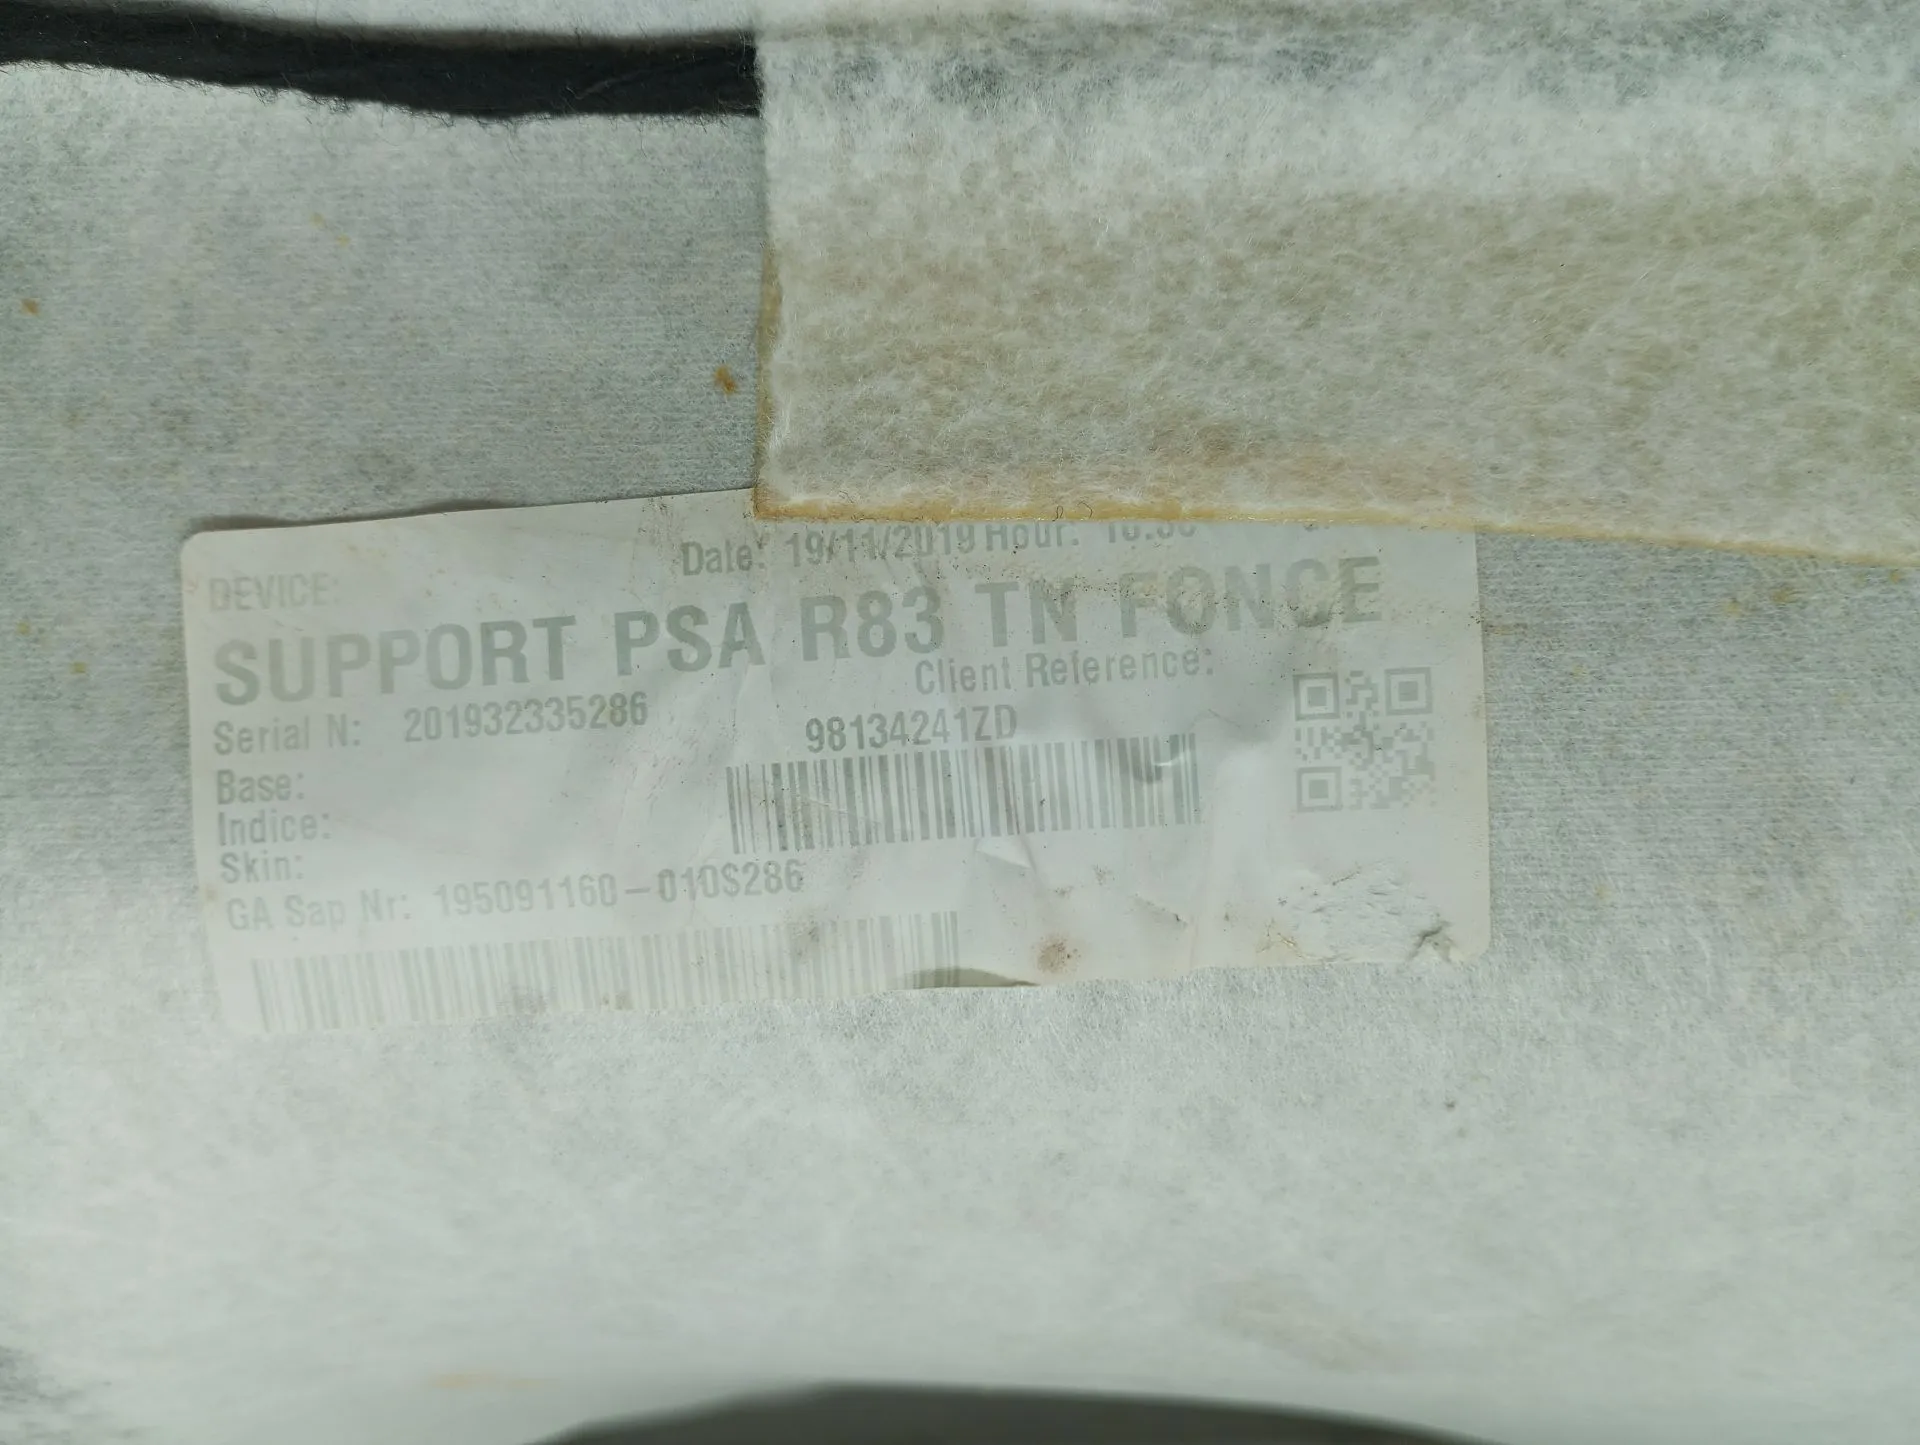 Date: 19/11/2019 Hour:
DEVICE:
SUPPORT PSA R83 TN FONCE
Client Reference:
Serial N: 201932335286
98134241ZD
Base:
Indice:
Skin:
GA Sap Nr: 195091160-010S286